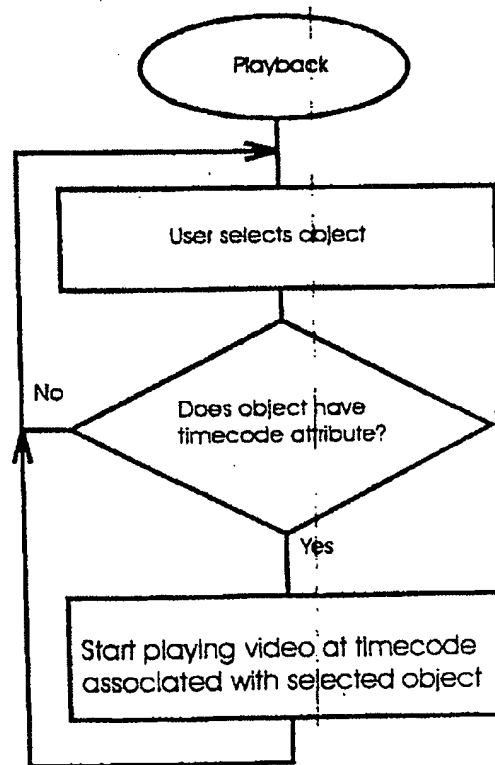 Playback
User selects object
No
Does object have
timecode attribute?
Yes
Start playing video at timecode
associated with selected object